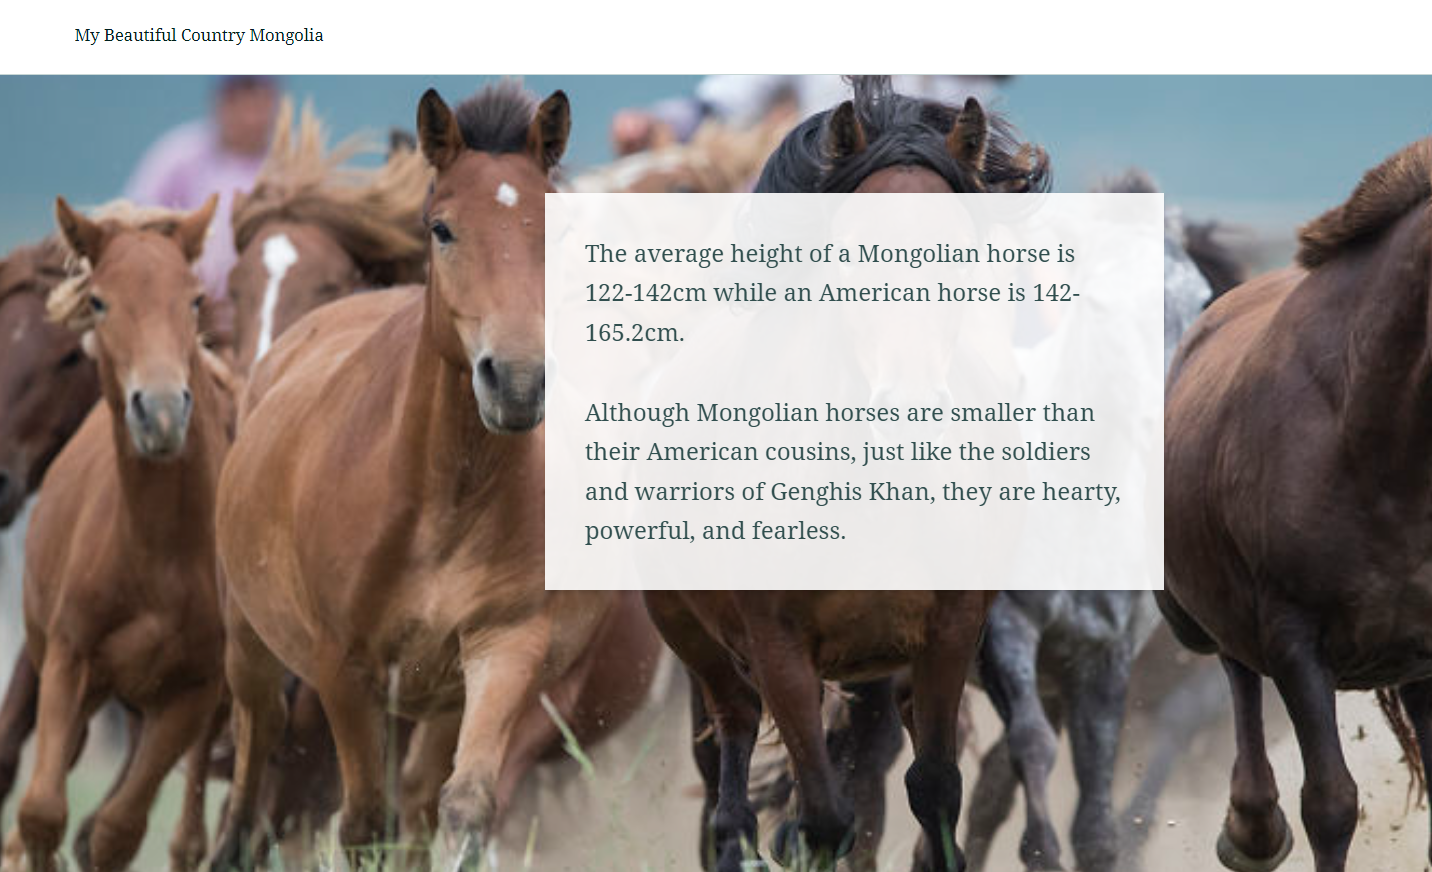 My Beautiful Country Mongolia
The average height of a Mongolian horse is
122-142cm while an American horse is 142-
165.2cm.
Although Mongolian horses are smaller than
their American cousins, just like the soldiers
and warriors of Genghis Khan, they are hearty,
powerful, and fearless.